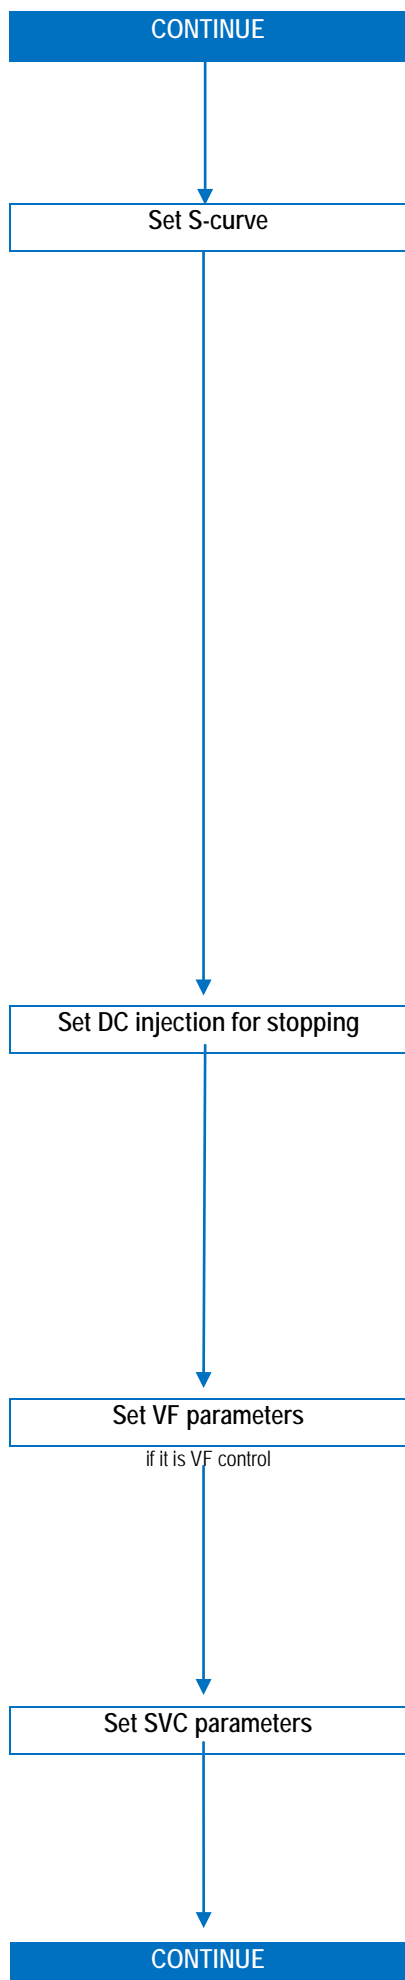 CONTINUE
Set S-curve
Set DC injection for stopping
Set VF parameters
if it is VF control
Set SVC parameters
CONTINUE